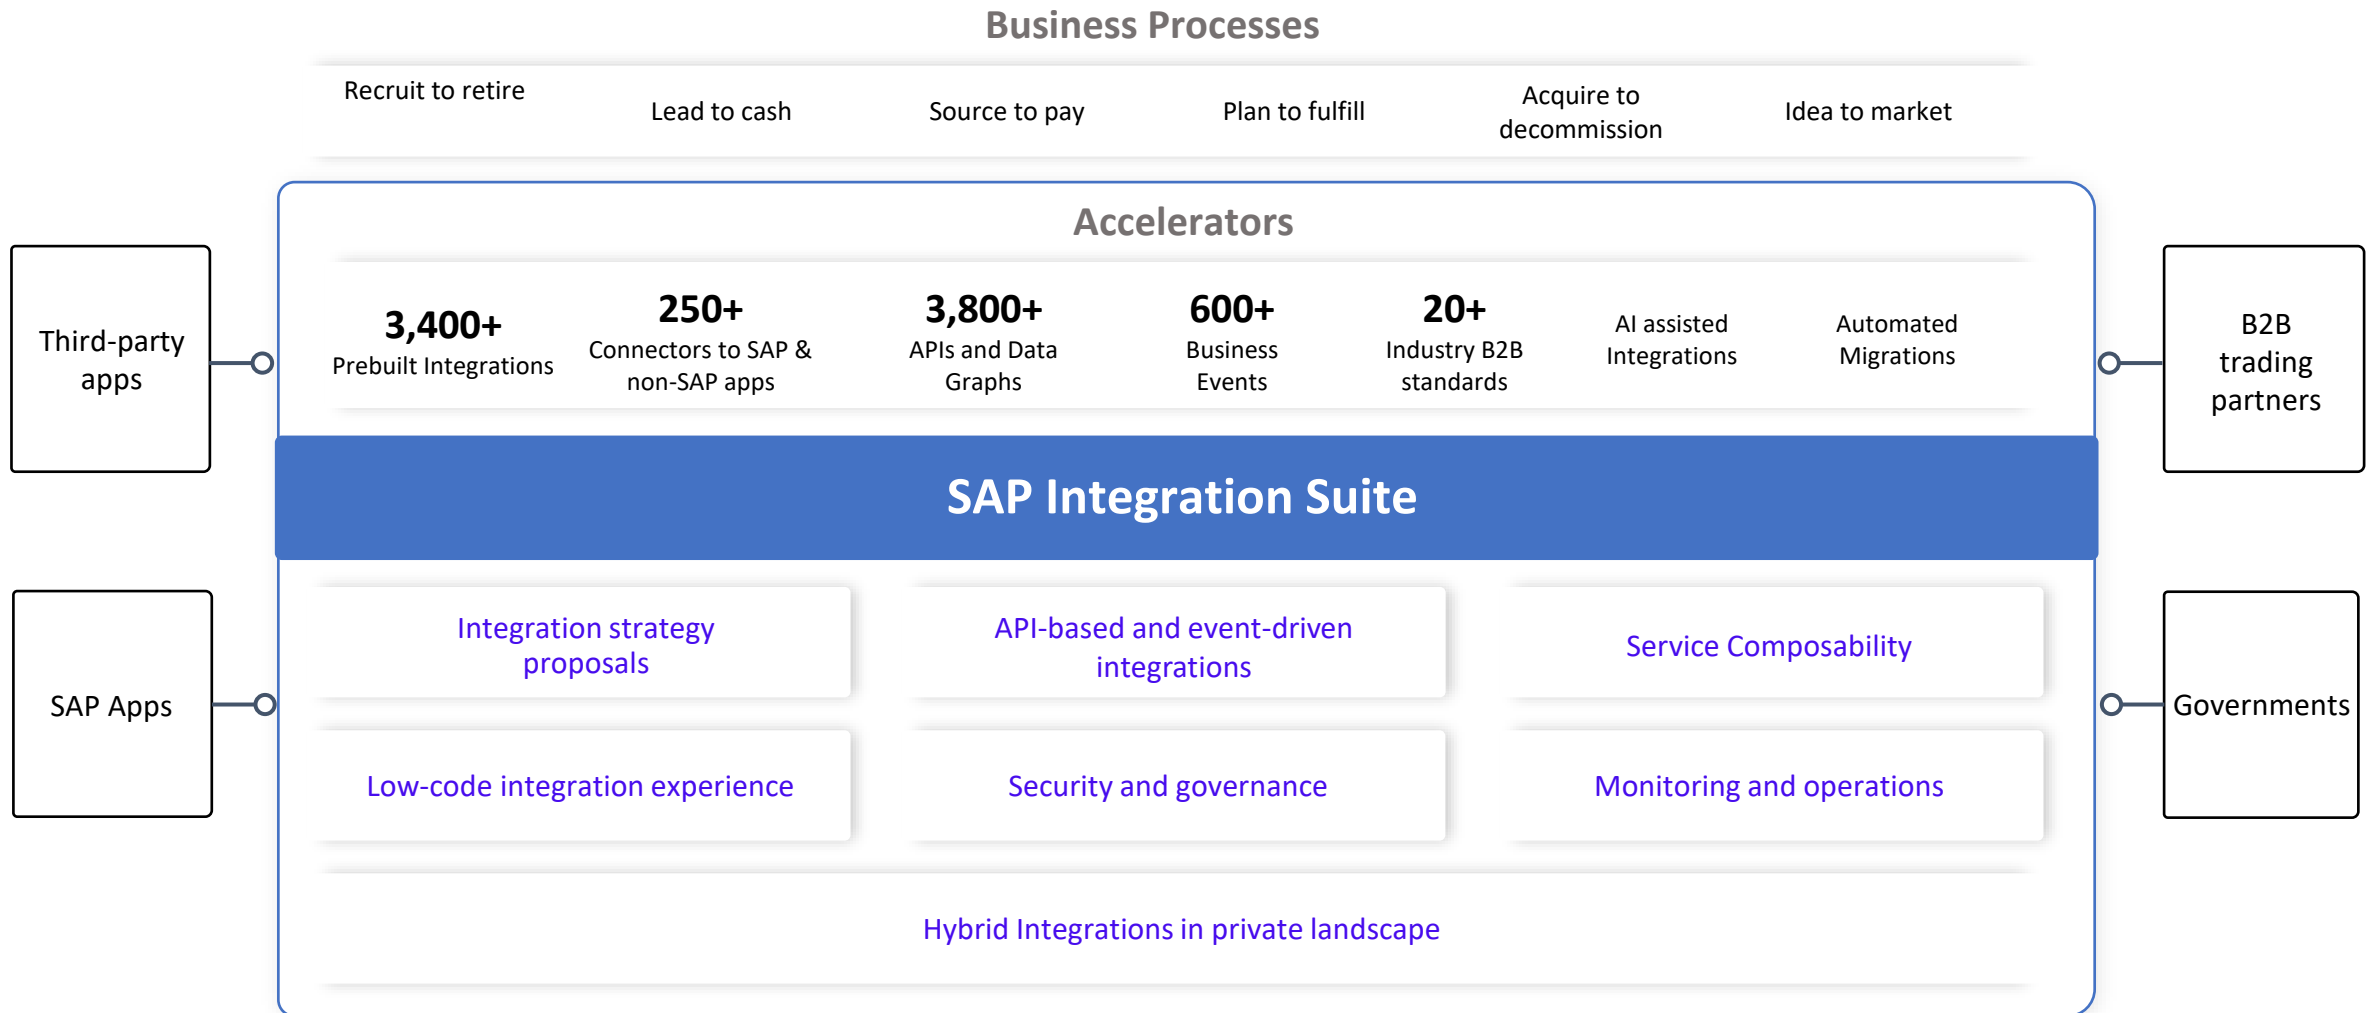 Business Processes
Recruit to retire
Lead to cash
Source to pay
Plan to fulfill
Acquire to
decommission
Idea to market
Accelerators
3,400+
Prebuilt Integrations
250+
Connectors to SAP &
non-SAP apps
3,800+
APIs and Data
Graphs
600+
Business
Events
20+
Industry B2B
standards
AI assisted
Integrations
Automated
Migrations
Third-party
apps
B2B
trading
partners
SAP Integration Suite
SAP Apps
Governments
Integration strategy
proposals
API-based and event-driven
integrations
Service Composability
Low-code integration experience
Security and governance
Monitoring and operations
Hybrid Integrations in private landscape